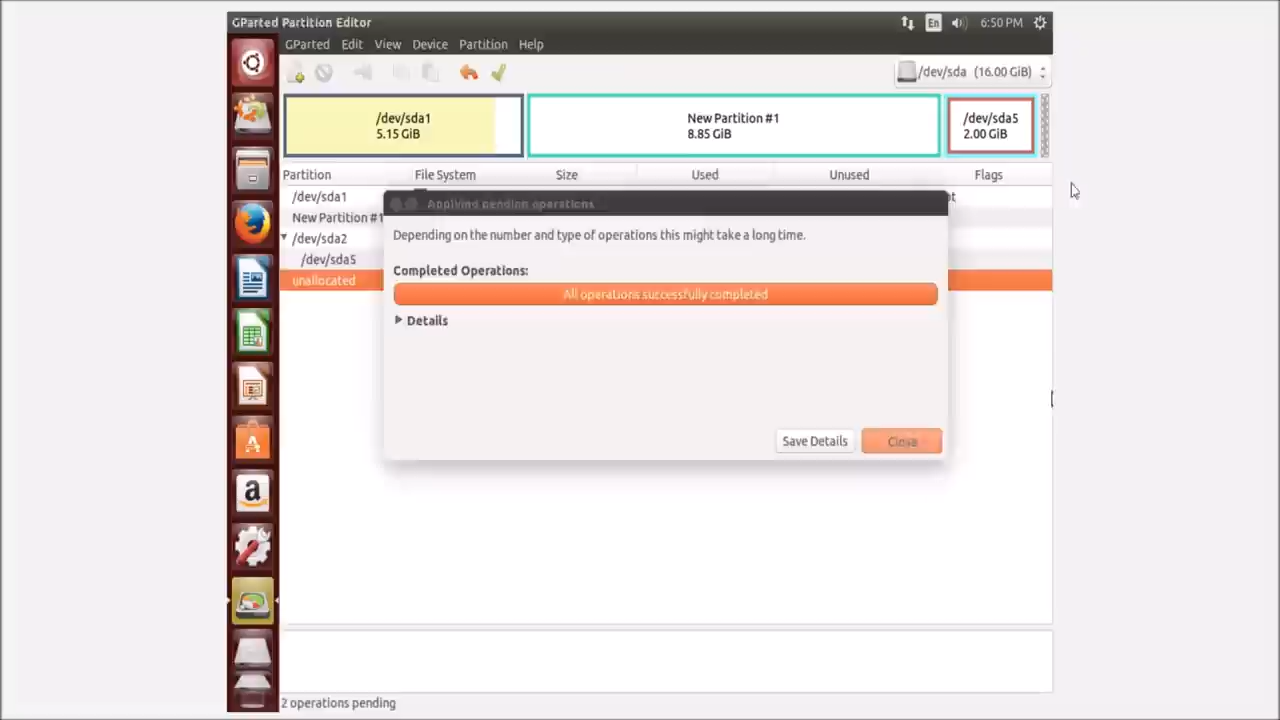 GParted Partition Editor
En
6:50 PM
GParted Edit View Device Partition Help
/dev/sda (16.00 GiB)
/dev/sda1
5.15 GiB
New Partition #1
8.85 GiB
/dev/sda5
2.00 GiB
Partition File System Size Used Unused Flags
/dev/sda1
New Partition #1
/dev/sda2
/dev/sda5
unallocated
Applying pending operations
Depending on the number and type of operations this might take a long time.
Completed Operations:
All operations successfully completed
Details
Save Details
Close
2 operations pending